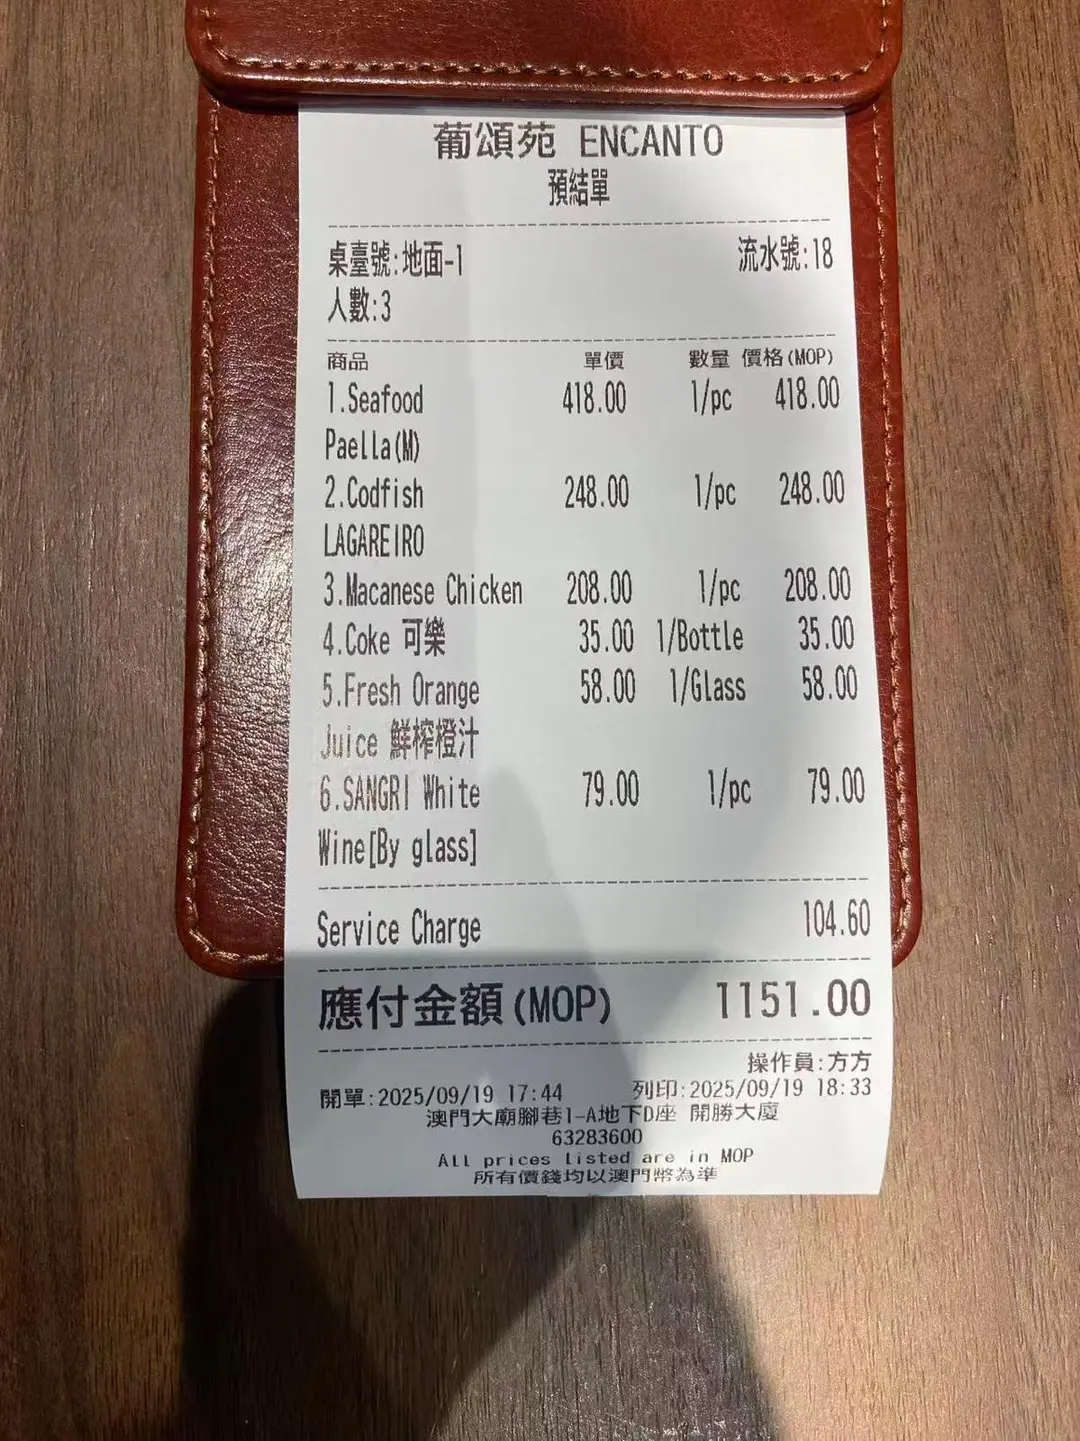 葡頌苑 ENCANTO
預結單
桌臺號:地面-1 流水號:18
人數:3
商品 單價 數量 價格(MOP)
1.Seafood 418.00 1/pc 418.00
Paella(M)
2.Codfish 248.00 1/pc 248.00
LAGAREIRO
3.Macanese Chicken 208.00 1/pc 208.00
4.Coke 可樂 35.00 1/Bottle 35.00
5.Fresh Orange 58.00 1/Glass 58.00
Juice 鮮榨橙汁
6.SANGRI White 79.00 1/pc 79.00
Wine[By glass]
Service Charge 104.60
應付金額(MOP) 1151.00
操作員:方方
開單:2025/09/19 17:44 列印:2025/09/19 18:33
澳門大廟腳巷1-A地下D座 開勝大廈
63283600
All prices listed are in MOP
所有價錢均以澳門幣為準